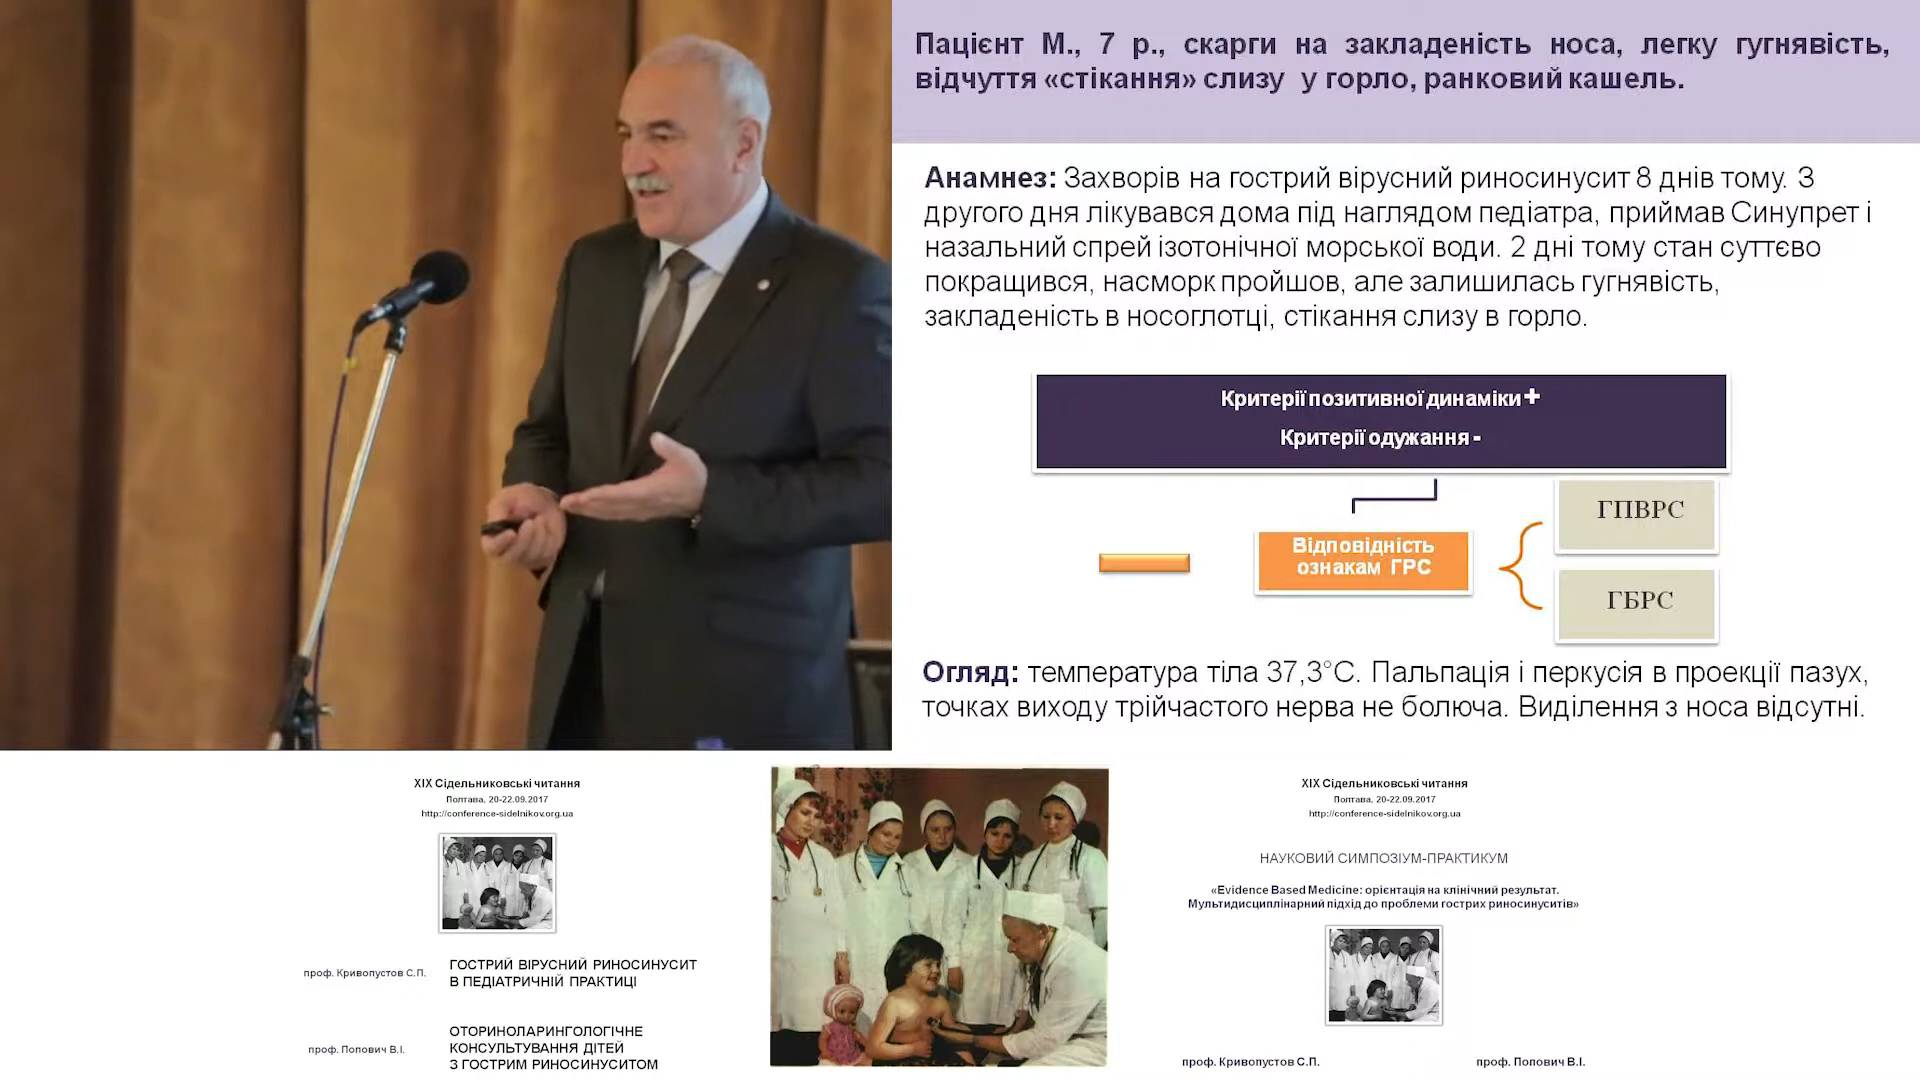 Пацієнт М., 7 р., скарги на закладеність носа, легку гугнявість,
відчуття «стікання» слизу у горло, ранковий кашель.
Анамнез: Захворів на гострий вірусний риносинусит 8 днів тому. З
другого дня лікувався дома під наглядом педіатра, приймав Синупрет і
назальний спрей ізотонічної морської води. 2 дні тому стан суттєво
покращився, насморк пройшов, але залишилась гугнявість,
закладеність в носоглотці, стікання слизу в горло.
Критерії позитивної динаміки +
Критерії одужання -
Відповідність
ознакам ГРС
ГПВРС
ГБРС
Огляд: температура тіла 37,3°С. Пальпація і перкусія в проекції пазух,
точках виходу трійчастого нерва не болюча. Виділення з носа відсутні.
XIX Сідельниковські читання
Полтава, 20-22.09.2017
http://conference-sidelnikov.org.ua
проф. Кривопустов С.П.
ГОСТРИЙ ВІРУСНИЙ РИНОСИНУСИТ
В ПЕДІАТРИЧНІЙ ПРАКТИЦІ
проф. Попович В.І.
ОТОРИНОЛАРИНГОЛОГІЧНЕ
КОНСУЛЬТУВАННЯ ДІТЕЙ
З ГОСТРИМ РИНОСИНУСИТОМ
XIX Сідельниковські читання
Полтава, 20-22.09.2017
http://conference-sidelnikov.org.ua
НАУКОВИЙ СИМПОЗІУМ-ПРАКТИКУМ
«Evidence Based Medicine: орієнтація на клінічний результат.
Мультидисциплінарний підхід до проблеми гострих риносинуситів»
проф. Кривопустов С.П.
проф. Попович В.І.